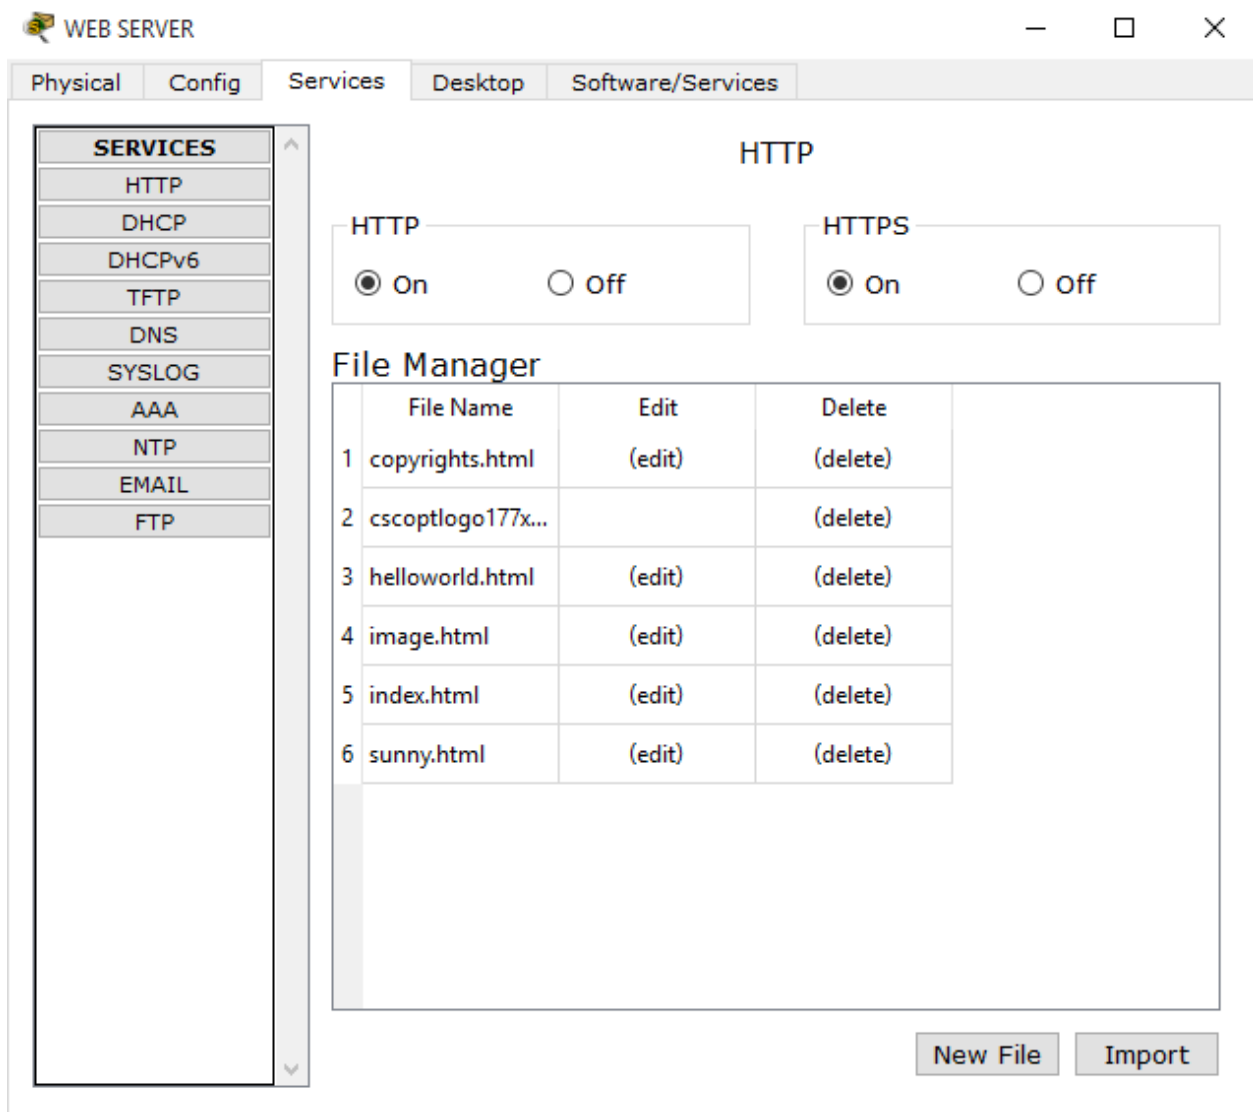 WEB SERVER
Physical Config Services Desktop Software/Services
SERVICES
HTTP
DHCP
DHCPv6
TFTP
DNS
SYSLOG
AAA
NTP
EMAIL
FTP
HTTP
HTTP
On Off
HTTPS
On Off
File Manager
File Name Edit Delete
1 copyrights.html (edit) (delete)
2 cscoptlogo177x... (delete)
3 helloworld.html (edit) (delete)
4 image.html (edit) (delete)
5 index.html (edit) (delete)
6 sunny.html (edit) (delete)
New File Import